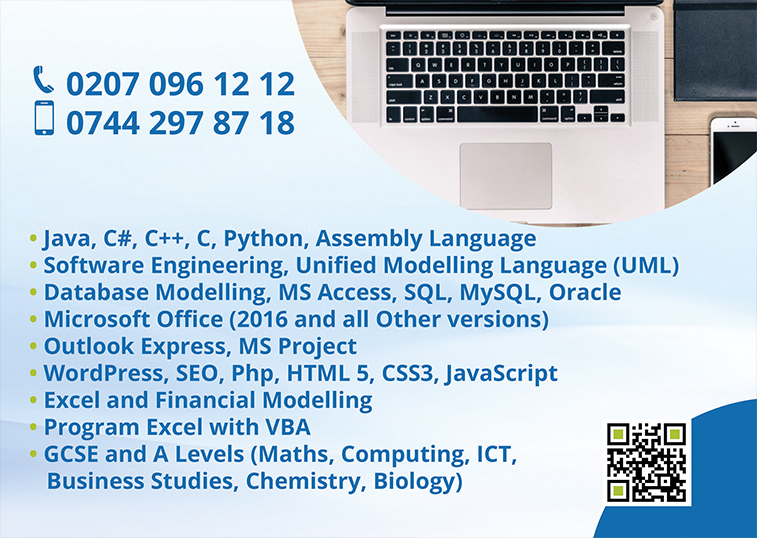 0207 096 12 12
0744 297 87 18
• Java, C#, C++, C, Python, Assembly Language
• Software Engineering, Unified Modelling Language (UML)
• Database Modelling, MS Access, SQL, MySQL, Oracle
• Microsoft Office (2016 and all Other versions)
• Outlook Express, MS Project
• WordPress, SEO, Php, HTML 5, CSS3, JavaScript
• Excel and Financial Modelling
• Program Excel with VBA
• GCSE and A Levels (Maths, Computing, ICT,
Business Studies, Chemistry, Biology)